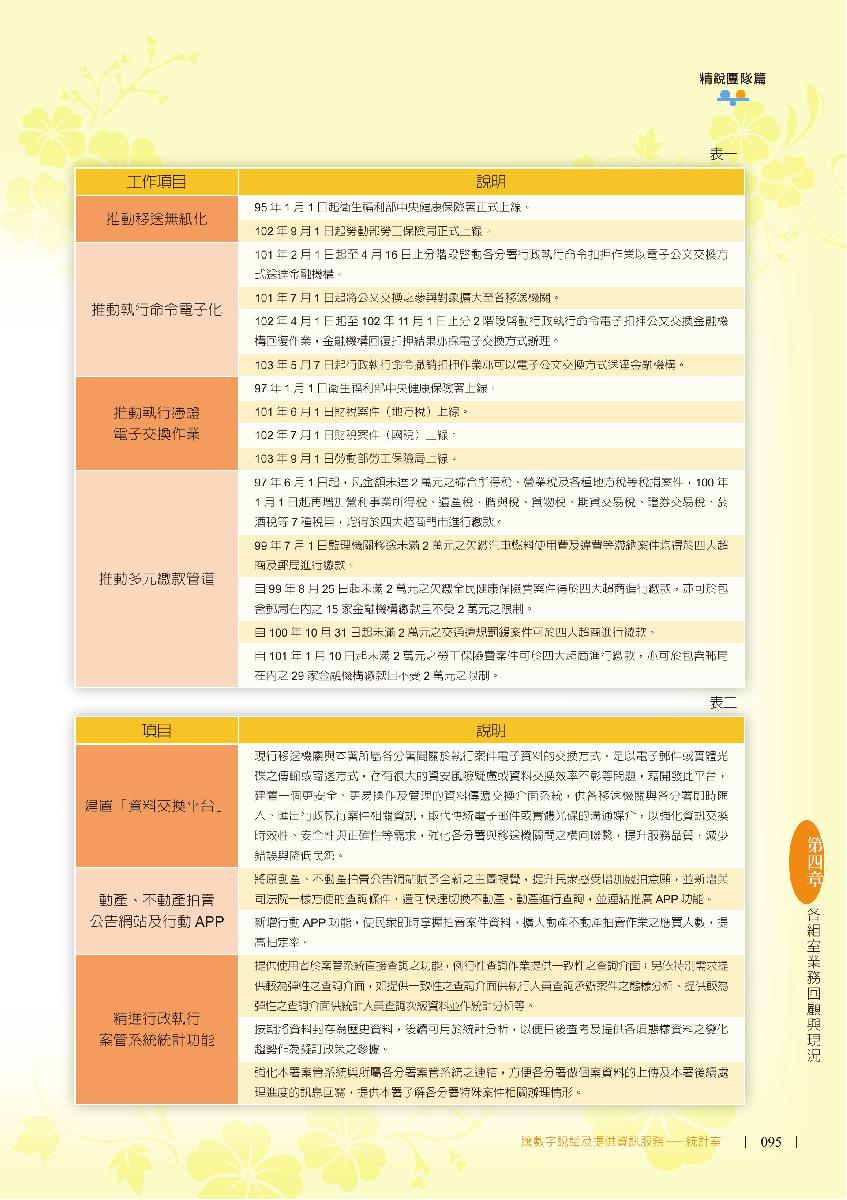 精銳團隊篇
表一
工作項目 說明
推動移送無紙化
95 年 1 月 1 日起衛生福利部中央健康保險署正式上線。
102 年 9 月 1 日起勞動部勞工保險局正式上線。
推動執行命令電子化
101 年 2 月 1 日起至 4 月 16 日止分階段啓動各分署行政執行命令扣押作業以電子公文交換方
式送達金融機構。
101 年 7 月 1 日起將公文交換之參與對象擴大至各移送機關。
102 年 4 月 1 日起至 102 年 11 月 1 日止分 2 階段啓動行政執行命令電子扣押公文交換金融機
構回復作業，金融機構回復扣押結果亦採電子交換方式辦理。
103 年 5 月 7 日起行政執行命令撤銷扣押作業亦可以電子公文交換方式送達金融機構。
推動執行憑證
電子交換作業
97 年 1 月 1 日衛生福利部中央健康保險署上線。
101 年 6 月 1 日財稅案件（地方稅）上線。
102 年 7 月 1 日財稅案件（國稅）上線。
103 年 9 月 1 日勞動部勞工保險局上線。
推動多元繳款管道
97 年 6 月 1 日起，凡金額未達 2 萬元之綜合所得稅、營業稅及各種地方稅等稅捐案件，100 年
1 月 1 日起再增加營利事業所得稅、遺產稅、贈與稅、貨物稅、期貨交易稅、證券交易稅、菸
酒稅等 7 種稅目，均得於四大超商門市進行繳款。
99 年 7 月 1 日監理機關移送未滿 2 萬元之欠繳汽車燃料使用費及違費等滯納案件均得於四大超
商及郵局進行繳款。
自 99 年 8 月 25 日起未滿 2 萬元之欠繳全民健康保險費案件得於四大超商進行繳款，亦可於包
含郵局在內之 15 家金融機構繳款且不受 2 萬元之限制。
自 100 年 10 月 31 日起未滿 2 萬元之交通違規罰鍰案件可於四大超商進行繳款。
自 101 年 1 月 10 日起未滿 2 萬元之勞工保險費案件可於四大超商進行繳款，亦可於包含郵局
在內之 29 家金融機構繳款且不受 2 萬元之限制。
表二
項目 說明
建置「資料交換平台」
現行移送機關與本署所屬各分署間關於執行案件電子資料的交換方式，是以電子郵件或實體光
碟之傳輸或寄送方式，存有很大的資安風險疑慮或資料交換效率不彰等問題，藉開發此平台，
建置一個更安全、更易操作及管理的資料傳遞交換介面系統，供各移送機關與各分署即時匯
入、匯出行政執行案件相關資訊，取代傳統電子郵件或實體光碟的溝通媒介，以強化資訊交換
時效性、安全性與正確性等需求，強化各分署與移送機關間之橫向聯繫，提升服務品質，減少
錯誤與降低民怨。
動產、不動產拍賣
公告網站及行動 APP
將原動產、不動產拍賣公告網站賦予全新之主圖視覺，提升民眾感受增加競拍意願，並新增與
司法院一樣方便的查詢條件，還可快速切換不動產、動產進行查詢，並連結推廣 APP 功能。
新增行動 APP 功能，使民眾即時掌握拍賣案件資料，擴大動產不動產拍賣作業之應買人數，提
高拍定率。
精進行政執行
案管系統統計功能
提供使用者於案管系統直接查詢之功能，例行性查詢作業提供一致性之查詢介面；另依特別需求提
供較為彈性之查詢介面，如提供一致性之查詢介面供執行人員查詢承辦案件之態樣分析、提供較為
彈性之查詢介面供統計人員查詢次級資料並作統計分析等。
按期將資料封存為歷史資料，後續可用於統計分析，以便日後查考及提供各項態樣資料之變化
趨勢作為擬訂政策之參據。
強化本署案管系統與所屬各分署案管系統之連結，方便各分署做個案資料的上傳及本署後續處
理進度的訊息回寫，提供本署了解各分署特殊案件相關辦理情形。
第四章
各組室業務回顧與現況
讓數字說話及提供資訊服務──統計室 | 095 |